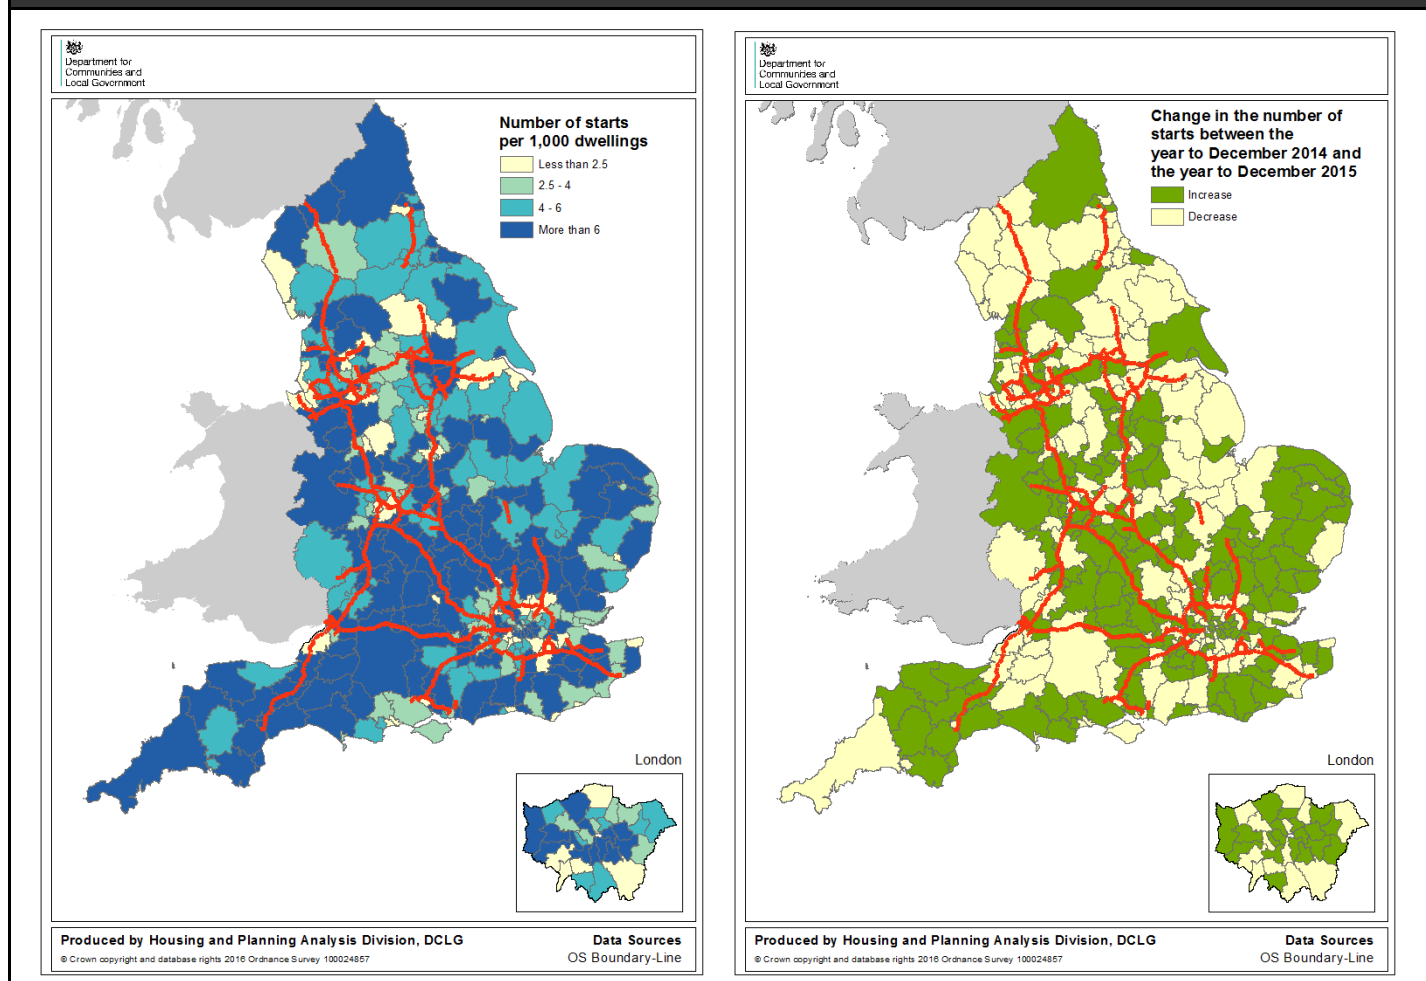 Department for
Communities and
Local Government
Number of starts
per 1,000 dwellings
Less than 2.5
2.5 - 4
4 - 6
More than 6
London
Produced by Housing and Planning Analysis Division, DCLG
Data Sources
© Crown copyright and database rights 2016 Ordnance Survey 100024857
OS Boundary-Line
Department for
Communities and
Local Government
Change in the number of
starts between the
year to December 2014 and
the year to December 2015
Increase
Decrease
London
Produced by Housing and Planning Analysis Division, DCLG
Data Sources
© Crown copyright and database rights 2016 Ordnance Survey 100024857
OS Boundary-Line